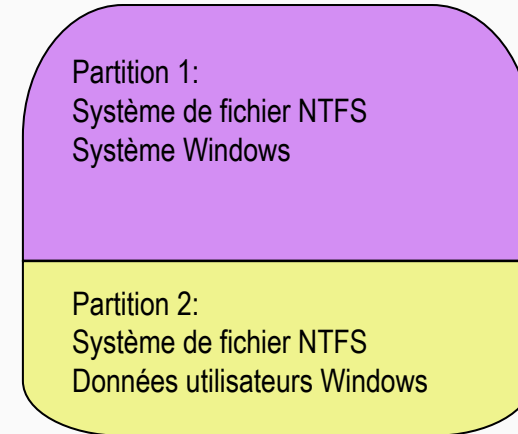 Partition 1:
Système de fichier NTFS
Système Windows
Partition 2:
Système de fichier NTFS
Données utilisateurs Windows